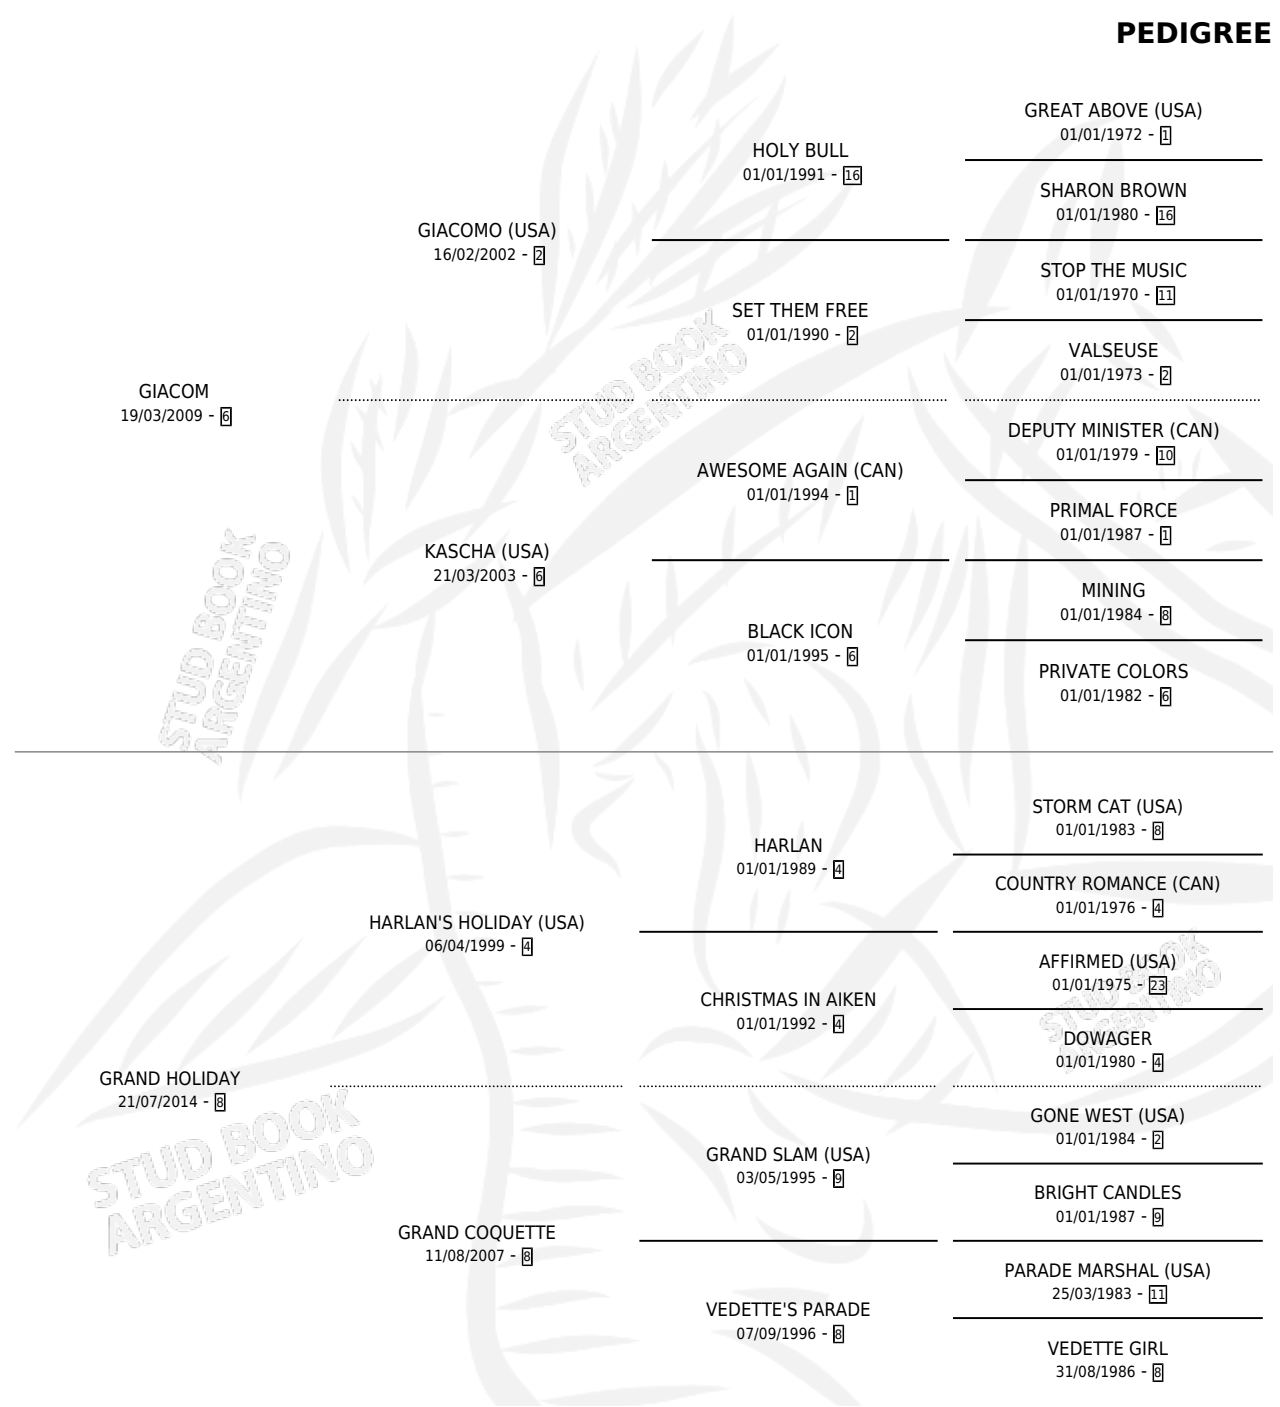 PEDIGREE
GREAT ABOVE (USA)
01/01/1972 - 1
HOLY BULL
01/01/1991 - 16
SHARON BROWN
01/01/1980 - 16
GIACOMO (USA)
16/02/2002 - 2
STOP THE MUSIC
01/01/1970 - 11
SET THEM FREE
01/01/1990 - 2
VALSEUSE
01/01/1973 - 2
GIACOM
19/03/2009 - 6
DEPUTY MINISTER (CAN)
01/01/1979 - 10
AWESOME AGAIN (CAN)
01/01/1994 - 1
PRIMAL FORCE
01/01/1987 - 1
KASCHA (USA)
21/03/2003 - 6
MINING
01/01/1984 - 8
BLACK ICON
01/01/1995 - 6
PRIVATE COLORS
01/01/1982 - 6
STORM CAT (USA)
01/01/1983 - 8
HARLAN
01/01/1989 - 4
COUNTRY ROMANCE (CAN)
01/01/1976 - 4
HARLAN'S HOLIDAY (USA)
06/04/1999 - 4
AFFIRMED (USA)
01/01/1975 - 23
CHRISTMAS IN AIKEN
01/01/1992 - 4
DOWAGER
01/01/1980 - 4
GRAND HOLIDAY
21/07/2014 - 8
GONE WEST (USA)
01/01/1984 - 2
GRAND SLAM (USA)
03/05/1995 - 9
BRIGHT CANDLES
01/01/1987 - 9
GRAND COQUETTE
11/08/2007 - 8
PARADE MARSHAL (USA)
25/03/1983 - 11
VEDETTE'S PARADE
07/09/1996 - 8
VEDETTE GIRL
31/08/1986 - 8
STUD BOOK
ARGENTINO
STUD BOOK
ARGENTINO
STUD BOOK
ARGENTINO
STUD BOOK
ARGENTINO